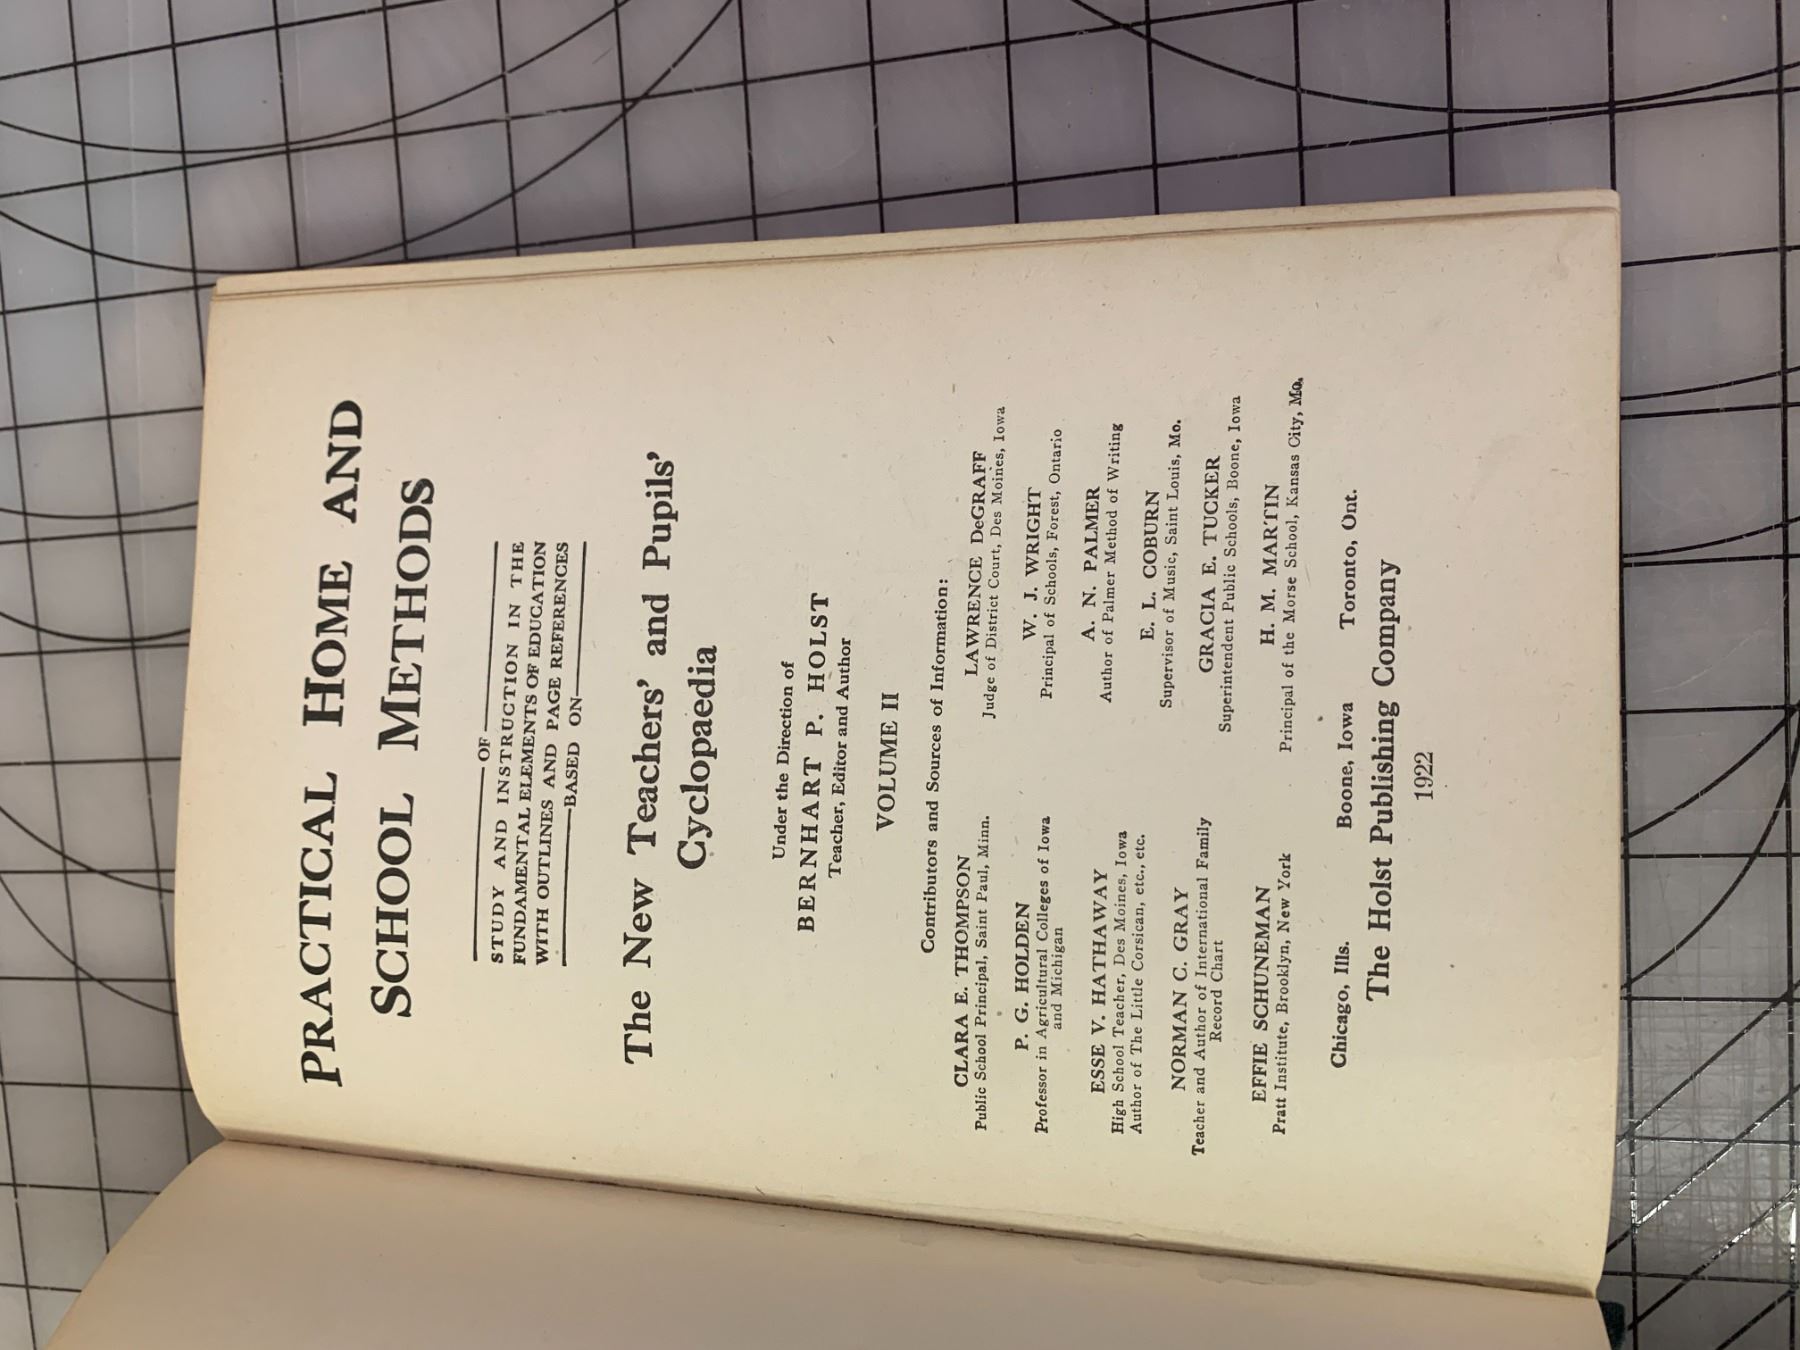 PRACTICAL HOME AND
SCHOOL METHODS
OF
STUDY AND INSTRUCTION IN THE
FUNDAMENTAL ELEMENTS OF EDUCATION
WITH OUTLINES AND PAGE REFERENCES
BASED ON
The New Teachers' and Pupils'
Cyclopaedia
Under the Direction of
BERNHART P. HOLST
Teacher, Editor and Author
VOLUME II
Contributors and Sources of Information:
CLARA E. THOMPSON
Public School Principal, Saint Paul, Minn.
P. G. HOLDEN
Professor in Agricultural Colleges of Iowa
and Michigan
ESSE V. HATHAWAY
High School Teacher, Des Moines, Iowa
Author of The Little Corsican, etc., etc.
NORMAN C. GRAY
Teacher and Author of International Family
Record Chart
EFFIE SCHUNEMAN
Pratt Institute, Brooklyn, New York
LAWRENCE DeGRAFF
Judge of District Court, Des Moines, Iowa
W. J. WRIGHT
Principal of Schools, Forest, Ontario
A. N. PALMER
Author of Palmer Method of Writing
E. L. COBURN
Supervisor of Music, Saint Louis, Mo.
GRACIA E. TUCKER
Superintendent Public Schools, Boone, Iowa
H. M. MARTIN
Principal of the Morse School, Kansas City, Mo.
Chicago, Ills. Boone, Iowa Toronto, Ont.
The Holst Publishing Company
1922